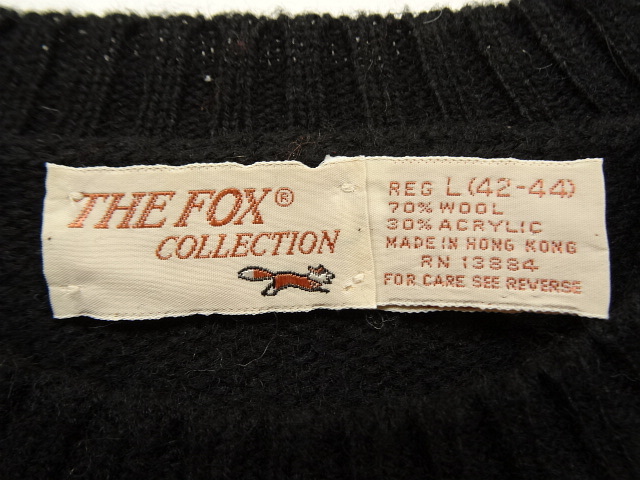 THE FOX®
COLLECTION
REG L (42-44)
70% WOOL
30% ACRYLIC
MADE IN HONG KONG
RN 13884
FOR CARE SEE REVERSE